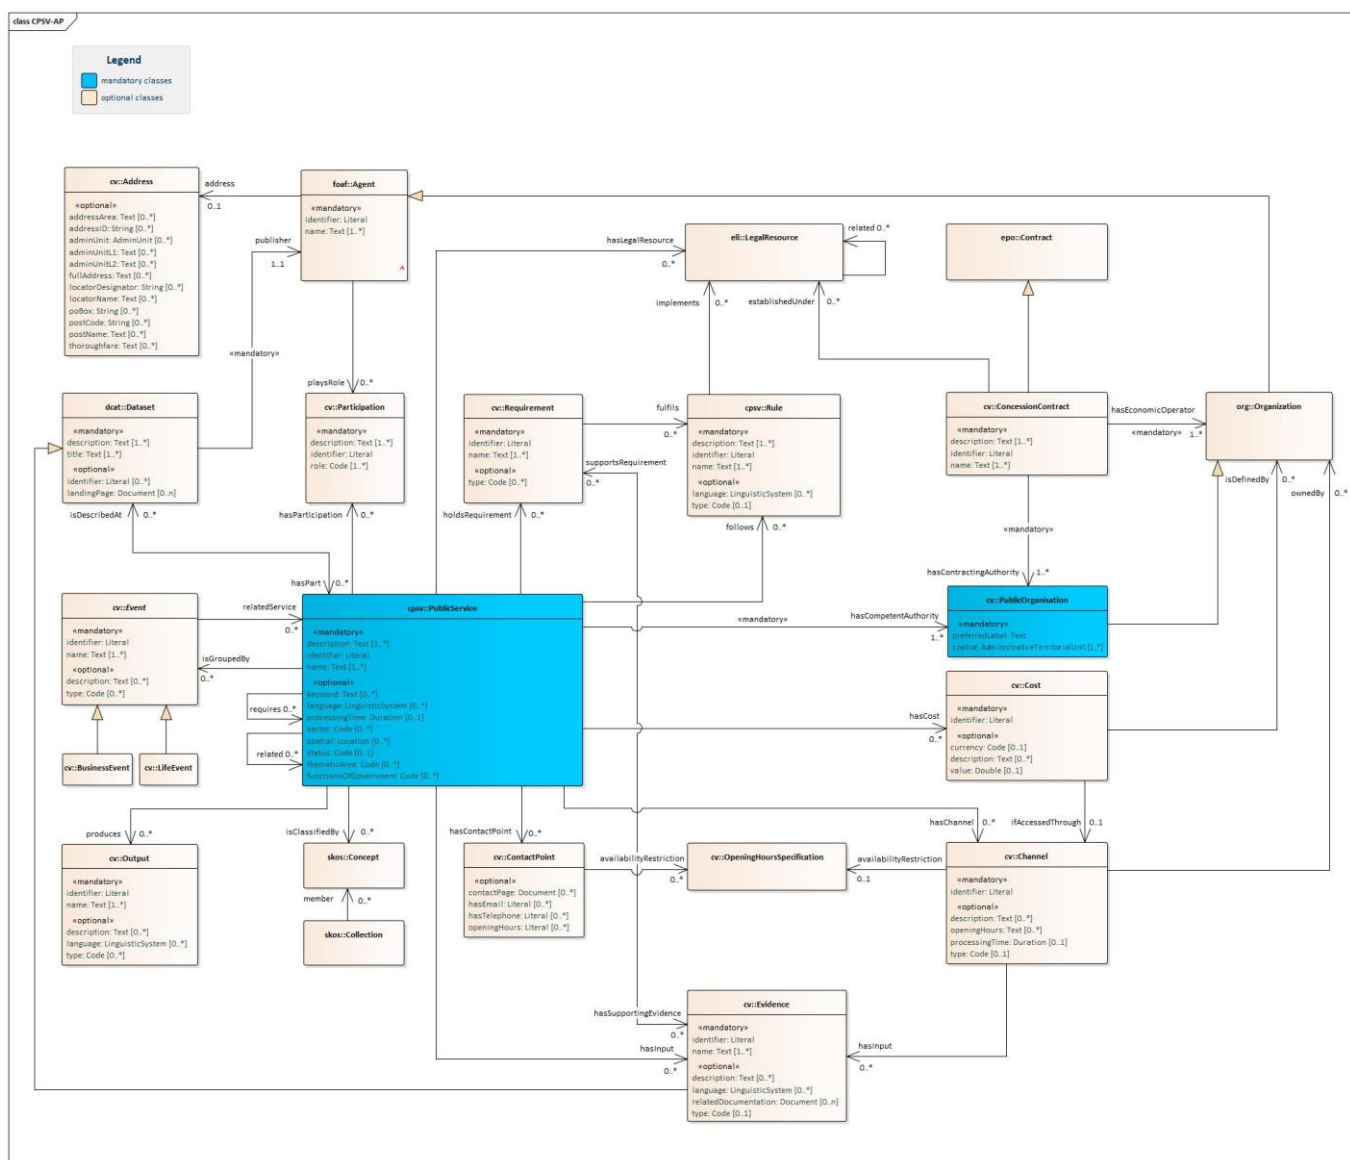 class CPSV-AP
Legend
mandatory classes
optional classes
cv::Address
«optional»
addressArea: Text [0..*]
addressID: String [0..*]
adminUnit: AdminUnit [0..*]
adminUnitL1: Text [0..*]
adminUnitL2: Text [0..*]
fullAddress: Text [0..*]
locatorDesignator: String [0..*]
locatorName: Text [0..*]
poBox: String [0..*]
postCode: String [0..*]
postName: Text [0..*]
thoroughfare: Text [0..*]
address
0..1
foaf::Agent
«mandatory»
identifier: Literal
name: Text [1..*]
A
publisher
1..1
«mandatory»
playsRole
0..*
hasLegalResource
0..*
eli::LegalResource
related 0..*
implements
0..*
establishedUnder
0..*
epo::Contract
dcat::Dataset
«mandatory»
description: Text [1..*]
title: Text [1..*]
«optional»
identifier: Literal [0..*]
landingPage: Document [0..n]
isDescribedAt
0..*
hasPart
0..*
cv::Participation
«mandatory»
description: Text [1..*]
identifier: Literal
role: Code [1..*]
hasParticipation
0..*
cv::Requirement
«mandatory»
identifier: Literal
name: Text [1..*]
«optional»
type: Code [0..*]
holdsRequirement
0..*
fulfils
0..*
supportsRequirement
0..*
cpsv::Rule
«mandatory»
description: Text [1..*]
identifier: Literal
name: Text [1..*]
«optional»
language: LinguisticSystem [0..*]
type: Code [0..1]
follows
0..*
cv::ConcessionContract
«mandatory»
description: Text [1..*]
identifier: Literal
name: Text [1..*]
hasEconomicOperator
«mandatory»
1..*
org::Organization
isDefinedBy
0..*
ownedBy
0..*
«mandatory»
hasContractingAuthority
1..*
cv::Event
«mandatory»
identifier: Literal
name: Text [1..*]
«optional»
description: Text [0..*]
type: Code [0..*]
relatedService
0..*
isGroupedBy
0..*
cv::BusinessEvent
cv::LifeEvent
cpsv::PublicService
«mandatory»
description: Text [1..*]
identifier: Literal
name: Text [1..*]
«optional»
keyword: Text [0..*]
language: LinguisticSystem [0..*]
processingTime: Duration [0..1]
sector: Code [0..*]
spatial: Location [0..*]
status: Code [0..1]
thematicArea: Code [0..*]
functionsOfGovernment: Code [0..*]
requires 0..*
related 0..*
«mandatory»
hasCompetentAuthority
1..*
cv::PublicOrganisation
«mandatory»
preferredLabel: Text
spatial: AdministrativeTerritorialUnit [1..*]
hasCost
0..*
cv::Cost
«mandatory»
identifier: Literal
«optional»
currency: Code [0..1]
description: Text [0..*]
value: Double [0..1]
produces
0..*
isClassifiedBy
0..*
hasContactPoint
0..*
hasChannel
0..*
ifAccessedThrough
0..1
cv::Output
«mandatory»
identifier: Literal
name: Text [1..*]
«optional»
description: Text [0..*]
language: LinguisticSystem [0..*]
type: Code [0..*]
skos::Concept
member
0..*
skos::Collection
cv::ContactPoint
«optional»
contactPage: Document [0..*]
hasEmail: Literal [0..*]
hasTelephone: Literal [0..*]
openingHours: Literal [0..*]
availabilityRestriction
0..*
cv::OpeningHoursSpecification
availabilityRestriction
0..1
cv::Channel
«mandatory»
identifier: Literal
«optional»
description: Text [0..*]
openingHours: Text [0..*]
processingTime: Duration [0..1]
type: Code [0..1]
hasSupportingEvidence
0..*
hasInput
0..*
cv::Evidence
«mandatory»
identifier: Literal
name: Text [1..*]
«optional»
description: Text [0..*]
language: LinguisticSystem [0..*]
relatedDocumentation: Document [0..n]
type: Code [0..1]
hasInput
0..*